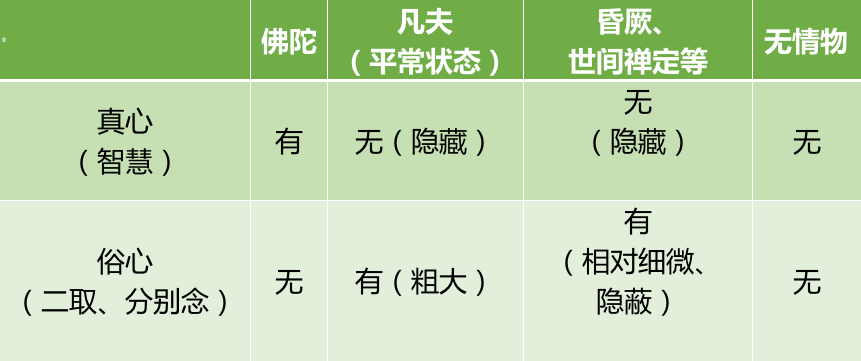 。
佛陀
凡夫
（平常状态）
昏厥、
世间禅定等
无情物
真心
（智慧）
有
无（隐藏）
无
（隐藏）
无
俗心
（二取、分别念）
无
有（粗大）
有
（相对细微、
隐蔽）
无